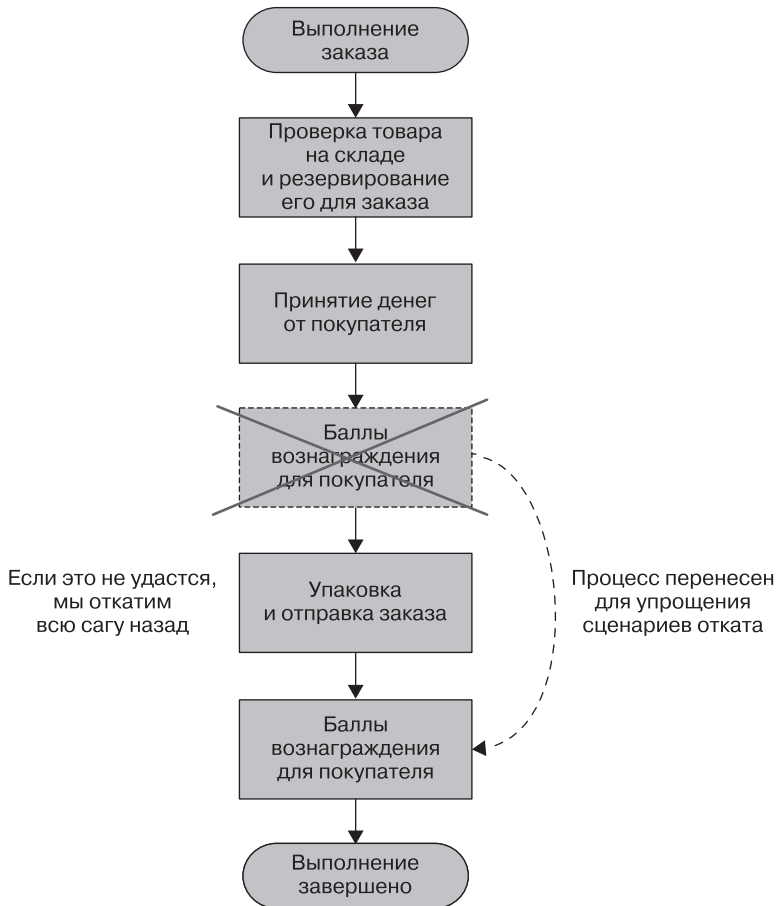 Выполнение
заказа
Проверка товара
на складе
и резервирование
его для заказа
Принятие денег
от покупателя
Баллы
вознаграждения
для покупателя
Если это не удастся,
мы откатим
всю сагу назад
Упаковка
и отправка заказа
Процесс перенесен
для упрощения
сценариев отката
Баллы
вознаграждения
для покупателя
Выполнение
завершено